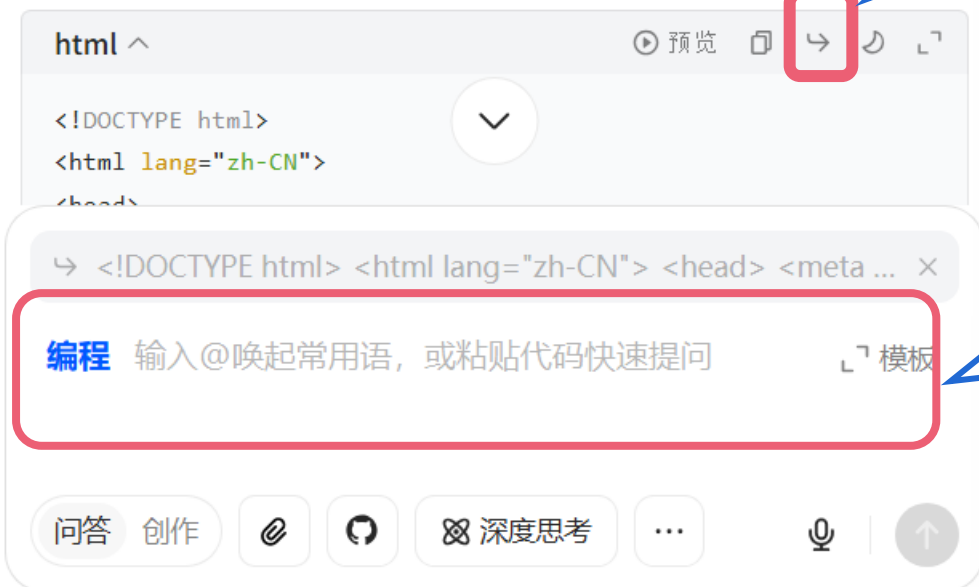 html
预览
<!DOCTYPE html>
<html lang="zh-CN">
<head>
<!DOCTYPE html> <html lang="zh-CN"> <head> <meta ...
编程 输入@唤起常用语，或粘贴代码快速提问 模板
问答 创作 深度思考 ...